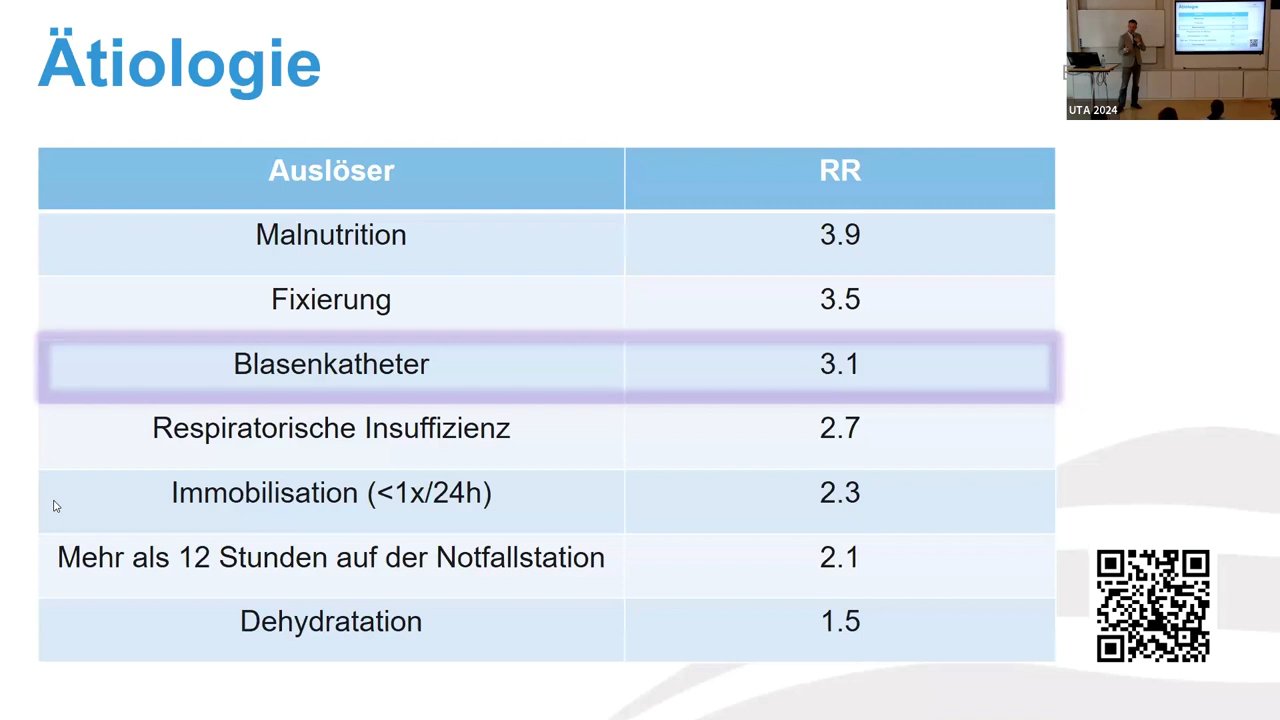 Ätiologie
UTA 2024
Auslöser RR
Malnutrition 3.9
Fixierung 3.5
Blasenkatheter 3.1
Respiratorische Insuffizienz 2.7
Immobilisation (<1x/24h) 2.3
Mehr als 12 Stunden auf der Notfallstation 2.1
Dehydratation 1.5